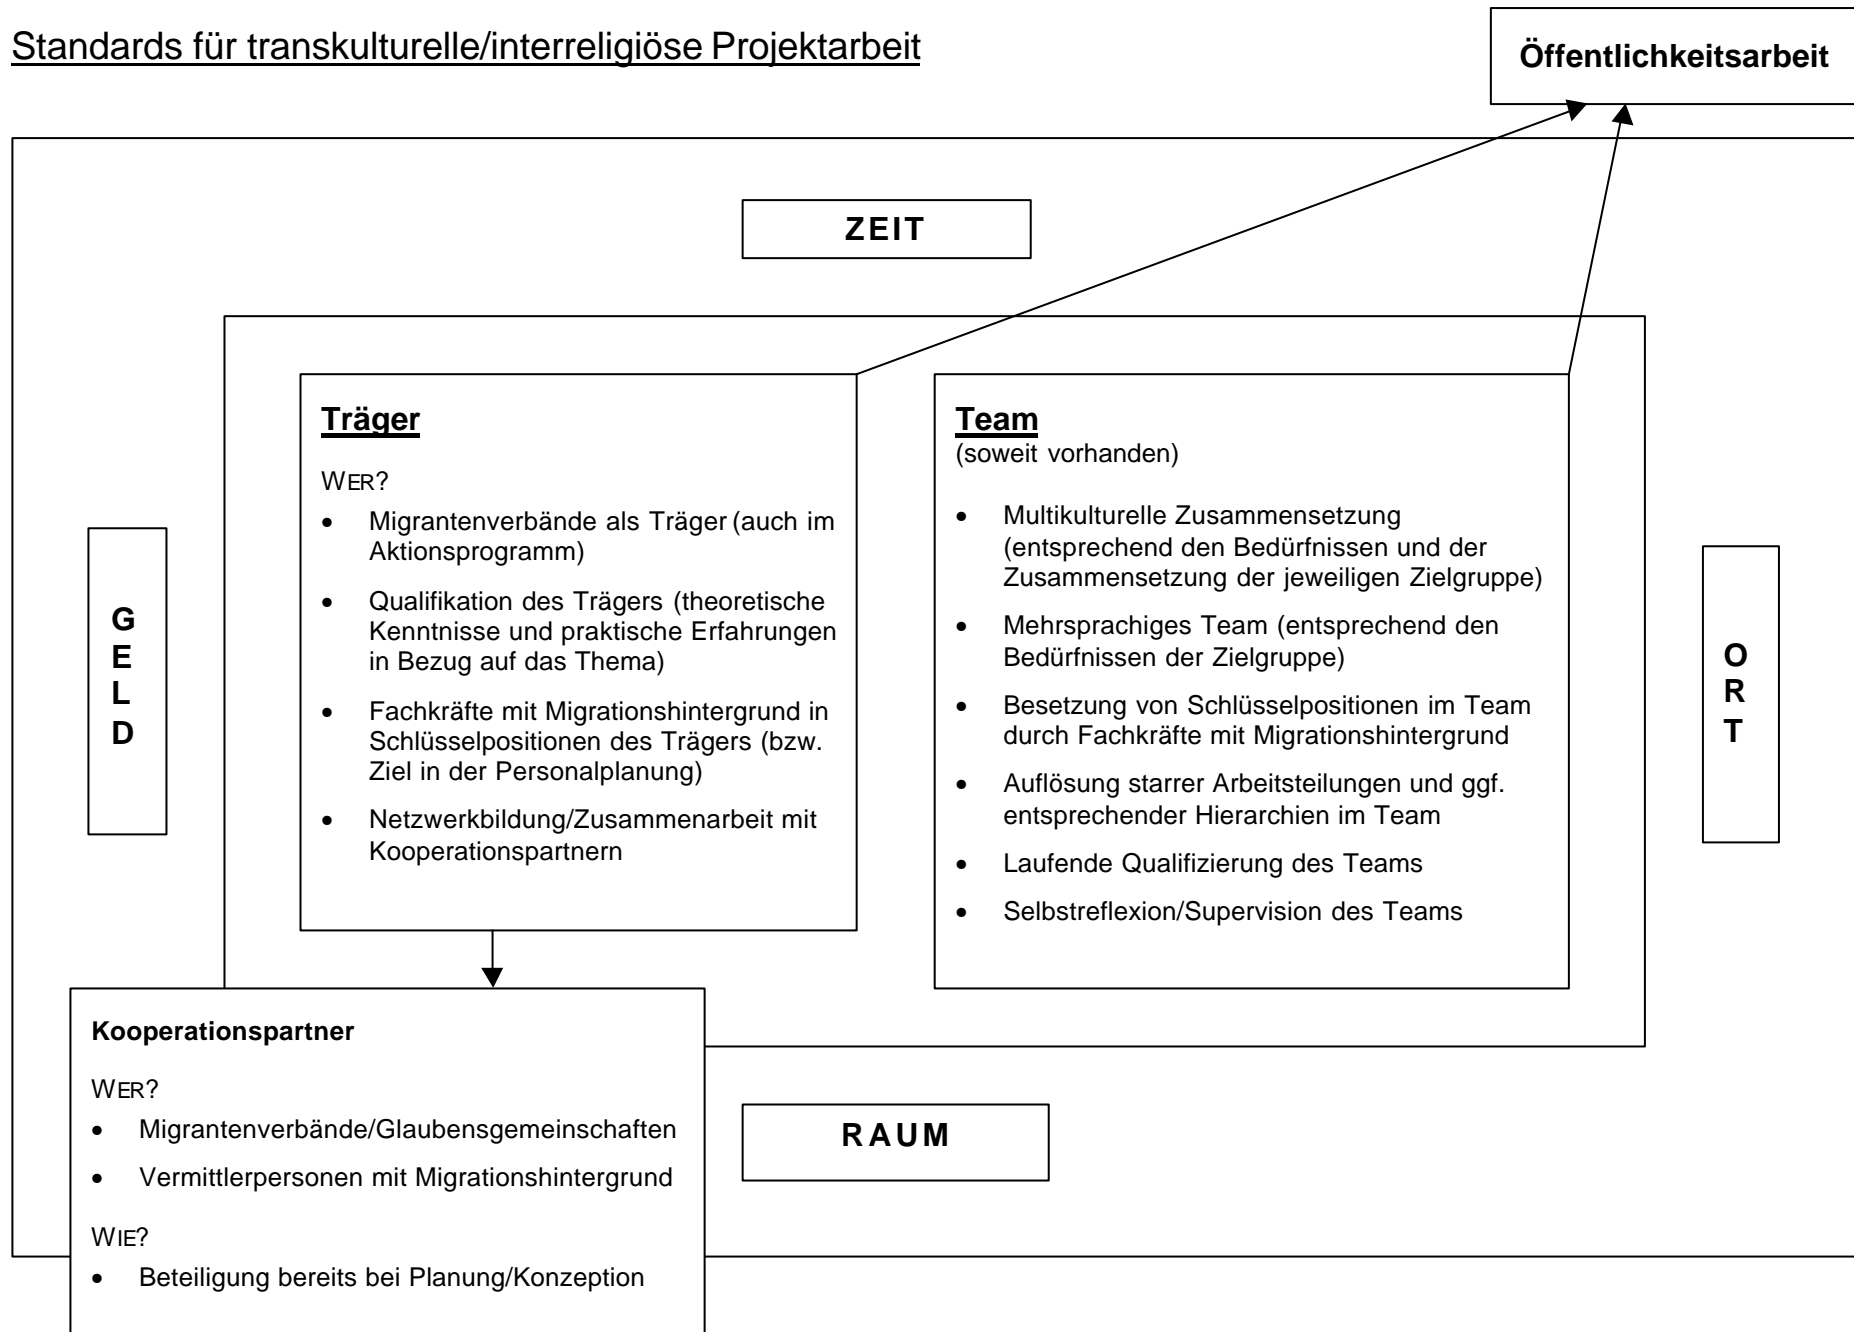 Standards für transkulturelle/interreligiöse Projektarbeit
Öffentlichkeitsarbeit
ZEIT
G
E
L
D
Träger
WER?
• Migrantenverbände als Träger (auch im
Aktionsprogramm)
• Qualifikation des Trägers (theoretische
Kenntnisse und praktische Erfahrungen
in Bezug auf das Thema)
• Fachkräfte mit Migrationshintergrund in
Schlüsselpositionen des Trägers (bzw.
Ziel in der Personalplanung)
• Netzwerkbildung/Zusammenarbeit mit
Kooperationspartnern
Team
(soweit vorhanden)
• Multikulturelle Zusammensetzung
(entsprechend den Bedürfnissen und der
Zusammensetzung der jeweiligen Zielgruppe)
• Mehrsprachiges Team (entsprechend den
Bedürfnissen der Zielgruppe)
• Besetzung von Schlüsselpositionen im Team
durch Fachkräfte mit Migrationshintergrund
• Auflösung starrer Arbeitsteilungen und ggf.
entsprechender Hierarchien im Team
• Laufende Qualifizierung des Teams
• Selbstreflexion/Supervision des Teams
O
R
T
Kooperationspartner
WER?
• Migrantenverbände/Glaubensgemeinschaften
• Vermittlerpersonen mit Migrationshintergrund
WIE?
• Beteiligung bereits bei Planung/Konzeption
RAUM